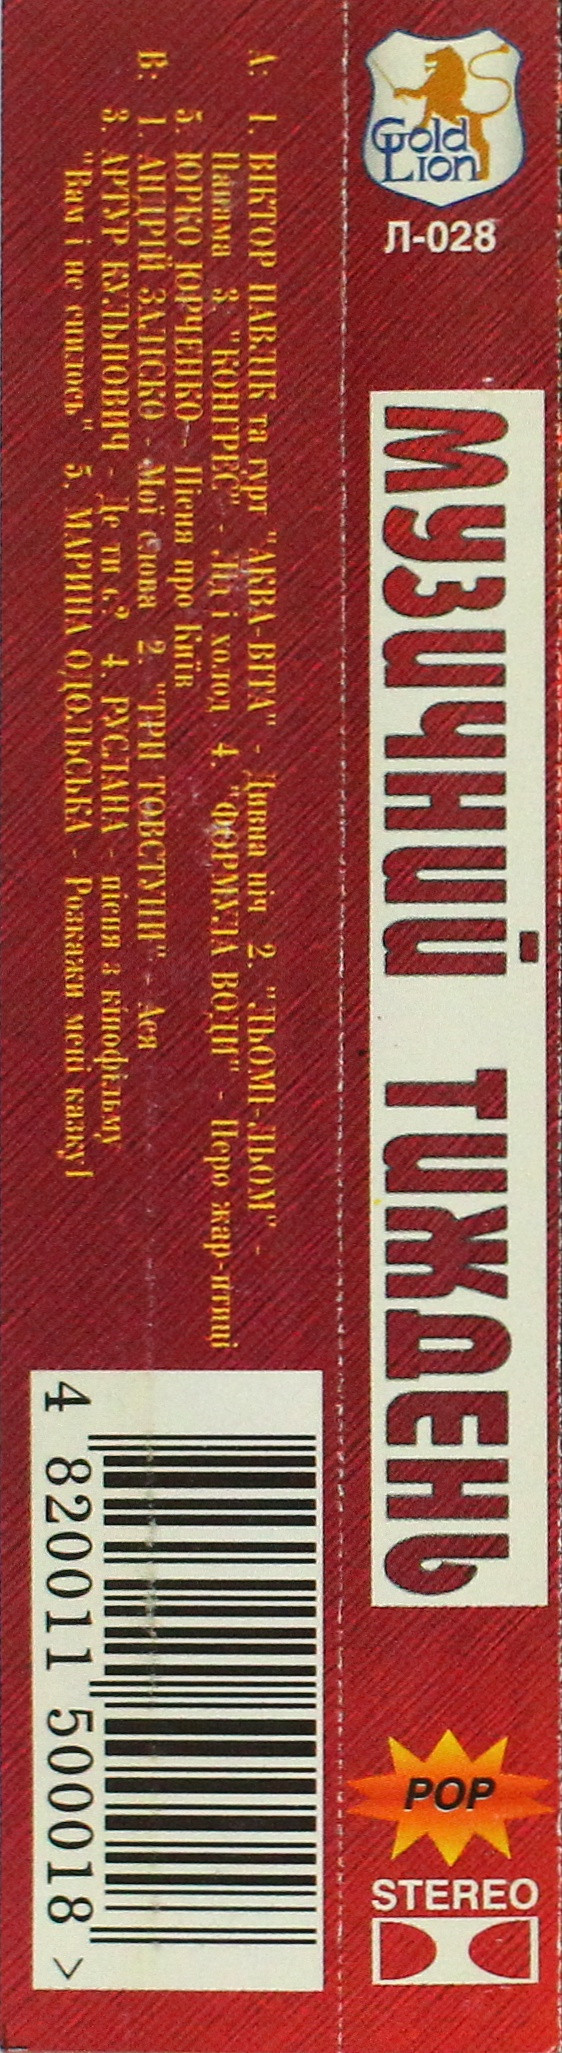 Gold
Lion
Л-028
МУЗИЧНИЙ ТИЖДЕНЬ
POP
STEREO
А: 1. ВІКТОР ПАВЛІК та гурт "АКВА-ВІТА" - Дивна ніч 2. "ЛЬОМІ-ЛЬОМ" -
Панама 3. "КОНГРЕС" - Лід і холод 4. "ФОРМУЛА ВОДИ" - Перо жар-птиці
5. ЮРКО ЮРЧЕНКО - Пісня про Київ
В: 1. АНДРІЙ ЗАЛІСКО - Мої слова 2. "ТРИ ТОВСТУНИ" - Ася
3. АРТУР КУЛЬПОВИЧ - Де ти є? 4. РУСЛАНА - пісня з кінофільму
"Вам і не снилось" 5. МАРИНА ОДОЛЬСЬКА - Розкажи мені казку!
4 820011 500018 >